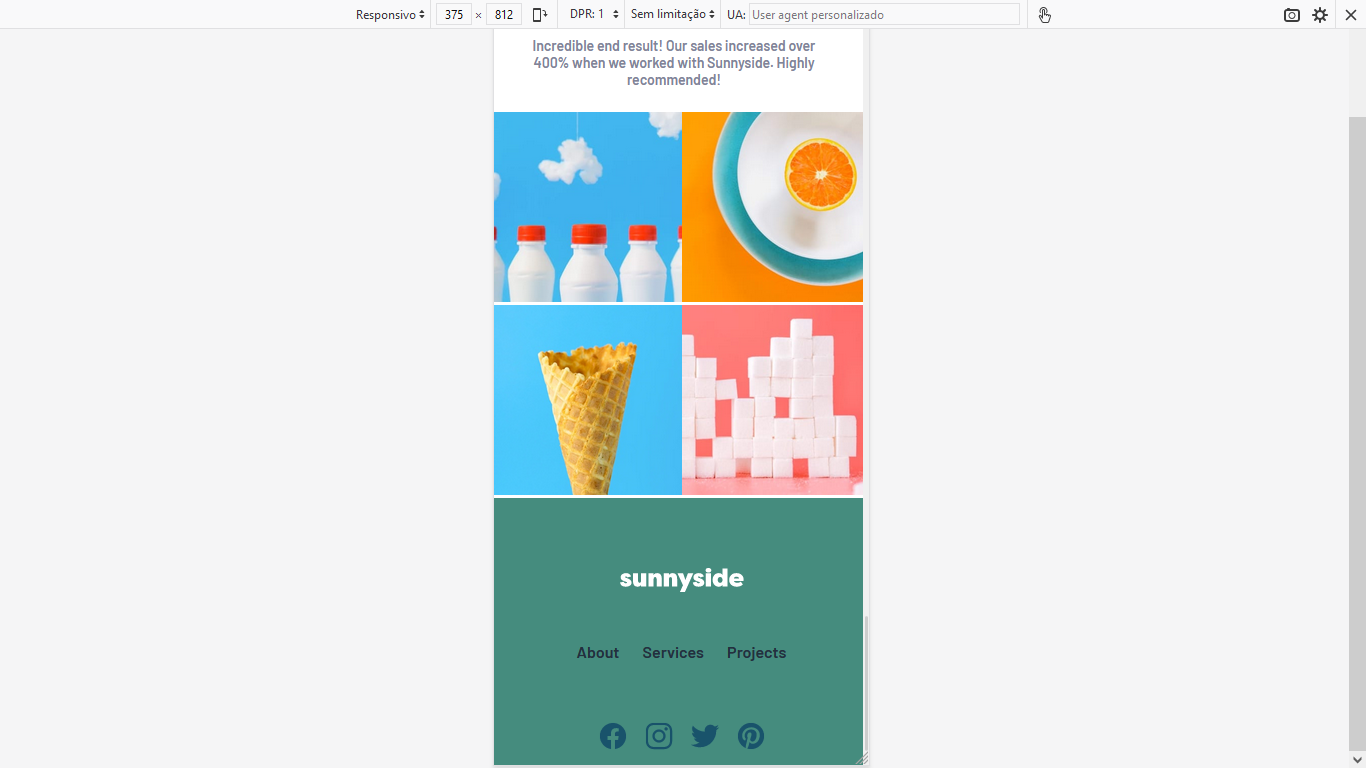 Responsivo 375 × 812 DPR: 1 Sem limitação UA: User agent personalizado
Incredible end result! Our sales increased over
400% when we worked with Sunnyside. Highly
recommended!
sunnyside
About Services Projects